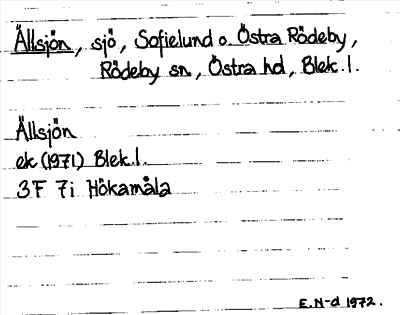 Ällsjön, sjö, Sofielund o. Östra Rödeby,
Rödeby sn, Östra hd, Blek.l.
Ällsjön
ek (1971) Blek.l.
3F 7i Hökamåla
E.N-d 1972.